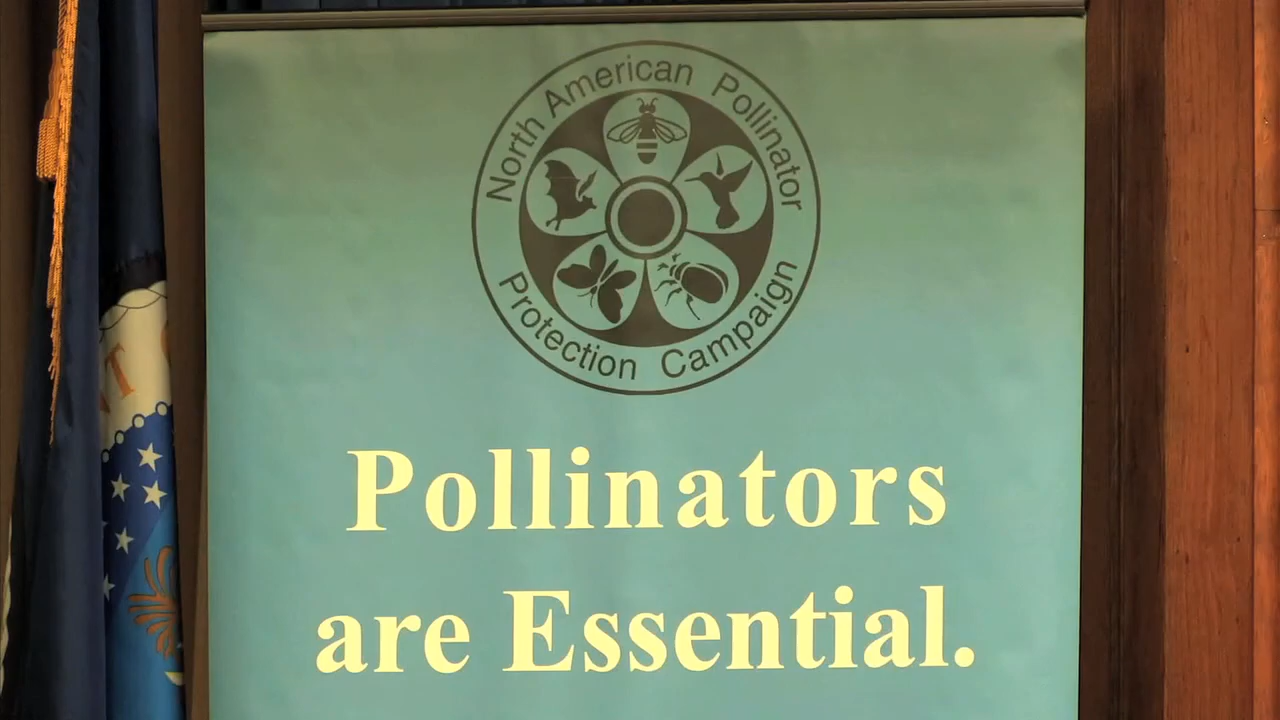 North American Pollinator
Protection Campaign
Pollinators
are Essential.